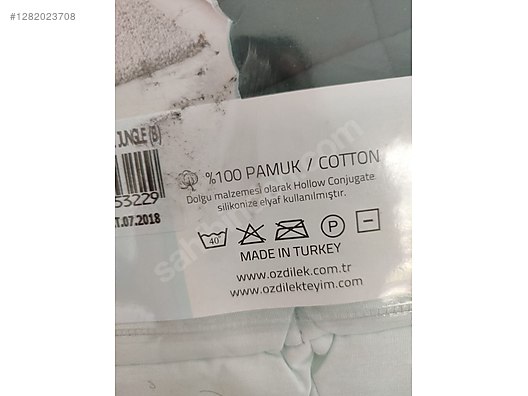 #1282023708
JUNGLE (B)
53229
T.07.2018
%100 PAMUK / COTTON
Dolgu malzemesi olarak Hollow Conjugate
silikonize elyaf kullanılmıştır.
40°
P
MADE IN TURKEY
www.ozdilek.com.tr
www.ozdilekteyim.com